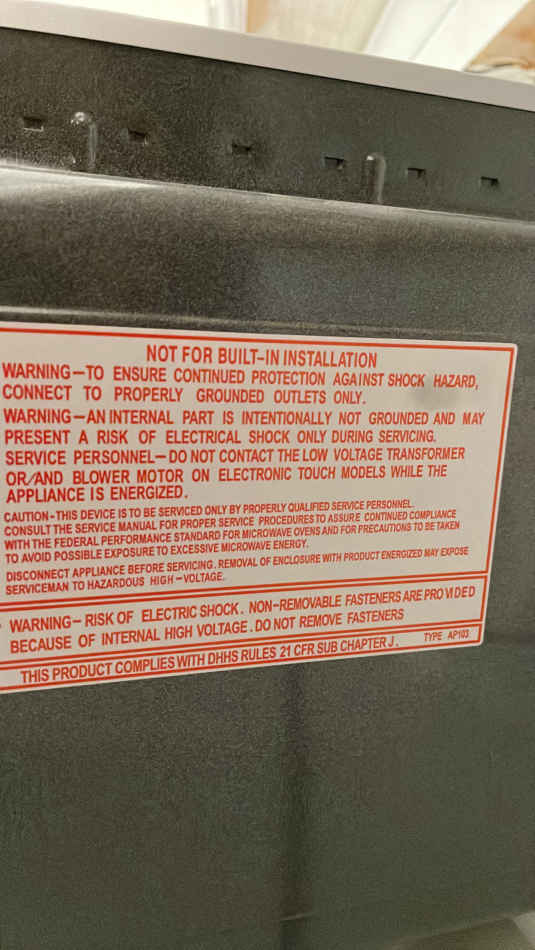 NOT FOR BUILT-IN INSTALLATION
WARNING-TO ENSURE CONTINUED PROTECTION AGAINST SHOCK HAZARD,
CONNECT TO PROPERLY GROUNDED OUTLETS ONLY.
WARNING-AN INTERNAL PART IS INTENTIONALLY NOT GROUNDED AND MAY
PRESENT A RISK OF ELECTRICAL SHOCK ONLY DURING SERVICING.
SERVICE PERSONNEL-DO NOT CONTACT THE LOW VOLTAGE TRANSFORMER
OR/AND BLOWER MOTOR ON ELECTRONIC TOUCH MODELS WHILE THE
APPLIANCE IS ENERGIZED.
CAUTION-THIS DEVICE IS TO BE SERVICED ONLY BY PROPERLY QUALIFIED SERVICE PERSONNEL.
CONSULT THE SERVICE MANUAL FOR PROPER SERVICE PROCEDURES TO ASSURE CONTINUED COMPLIANCE
WITH THE FEDERAL PERFORMANCE STANDARD FOR MICROWAVE OVENS AND FOR PRECAUTIONS TO BE TAKEN
TO AVOID POSSIBLE EXPOSURE TO EXCESSIVE MICROWAVE ENERGY.
DISCONNECT APPLIANCE BEFORE SERVICING. REMOVAL OF ENCLOSURE WITH PRODUCT ENERGIZED MAY EXPOSE
SERVICEMAN TO HAZARDOUS HIGH-VOLTAGE.
WARNING-RISK OF ELECTRIC SHOCK. NON-REMOVABLE FASTENERS ARE PROVIDED
BECAUSE OF INTERNAL HIGH VOLTAGE. DO NOT REMOVE FASTENERS
THIS PRODUCT COMPLIES WITH DHHS RULES 21 CFR SUB CHAPTER J. TYPE AP103